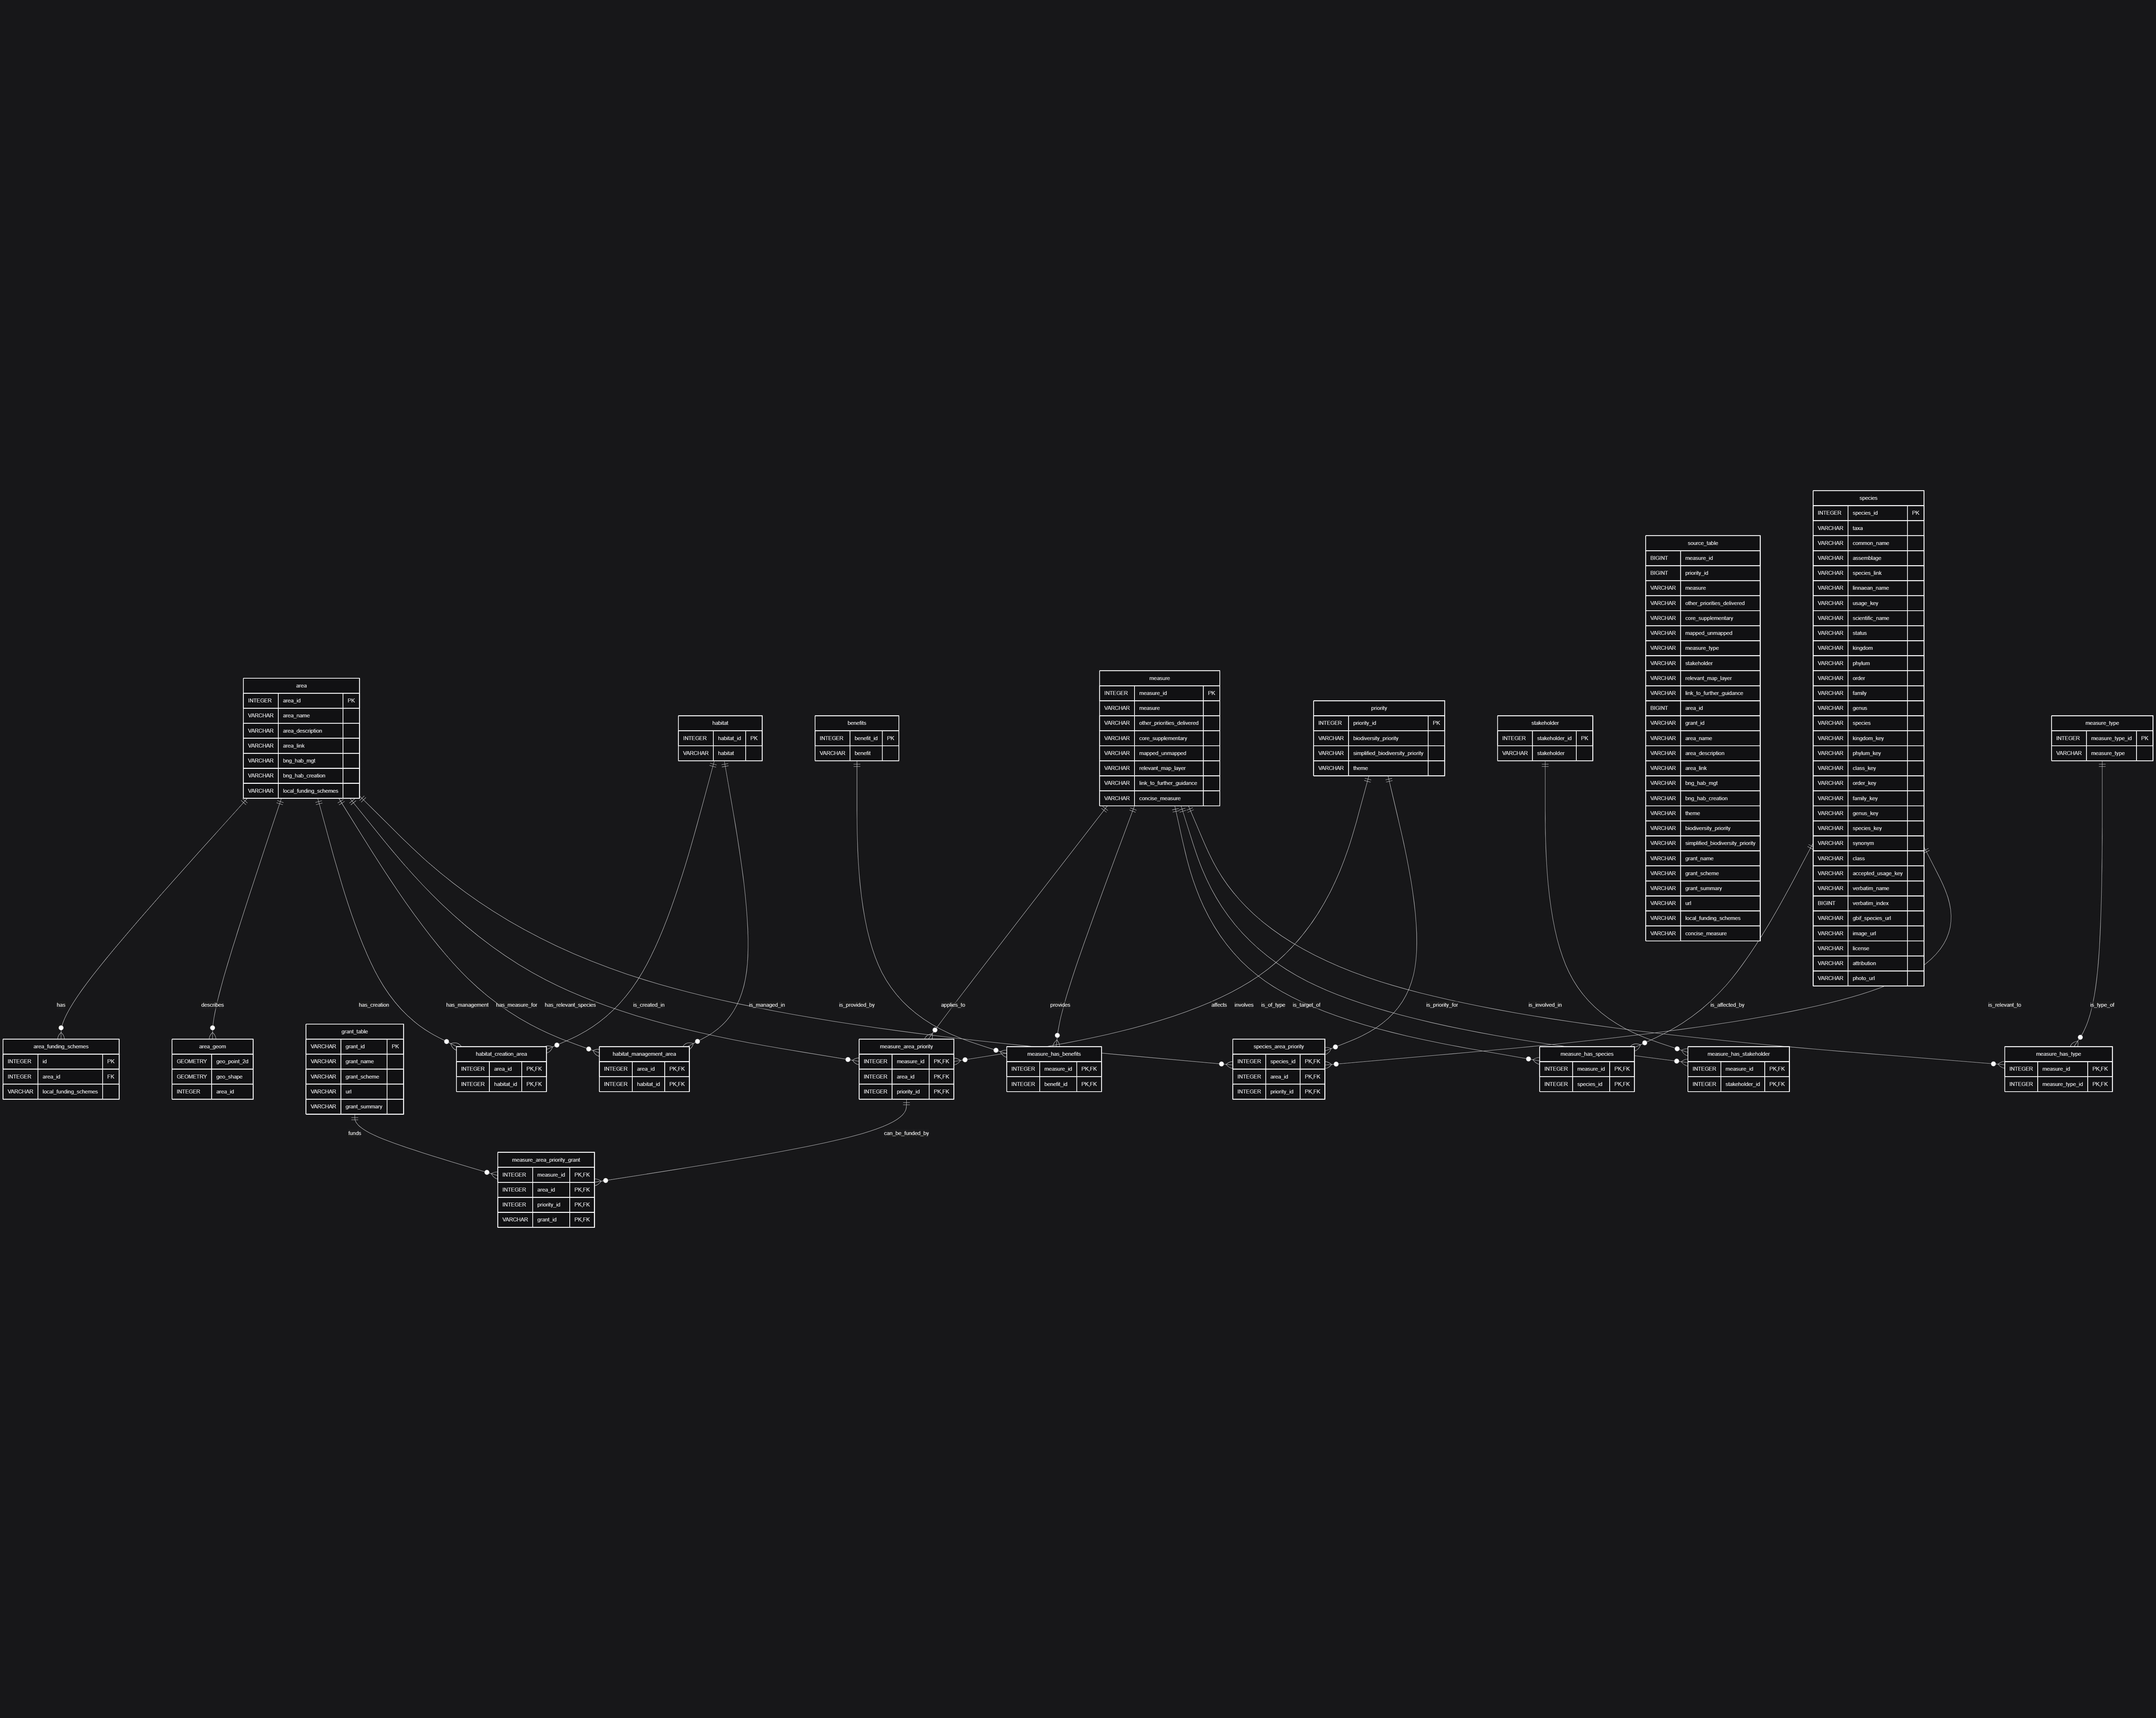 species
INTEGER species_id PK
VARCHAR taxa
VARCHAR common_name
VARCHAR assemblage
VARCHAR species_link
VARCHAR linnaean_name
VARCHAR usage_key
VARCHAR scientific_name
VARCHAR status
VARCHAR kingdom
VARCHAR phylum
VARCHAR order
VARCHAR family
VARCHAR genus
VARCHAR species
VARCHAR kingdom_key
VARCHAR phylum_key
VARCHAR class_key
VARCHAR order_key
VARCHAR family_key
VARCHAR genus_key
VARCHAR species_key
VARCHAR synonym
VARCHAR class
VARCHAR accepted_usage_key
VARCHAR verbatim_name
BIGINT verbatim_index
VARCHAR gbif_species_url
VARCHAR image_url
VARCHAR license
VARCHAR attribution
VARCHAR photo_url
source_table
BIGINT measure_id
BIGINT priority_id
VARCHAR measure
VARCHAR other_priorities_delivered
VARCHAR core_supplementary
VARCHAR mapped_unmapped
VARCHAR measure_type
VARCHAR stakeholder
VARCHAR relevant_map_layer
VARCHAR link_to_further_guidance
BIGINT area_id
VARCHAR grant_id
VARCHAR area_name
VARCHAR area_description
VARCHAR area_link
VARCHAR bng_hab_mgt
VARCHAR bng_hab_creation
VARCHAR theme
VARCHAR biodiversity_priority
VARCHAR simplified_biodiversity_priority
VARCHAR grant_name
VARCHAR grant_scheme
VARCHAR grant_summary
VARCHAR url
VARCHAR local_funding_schemes
VARCHAR concise_measure
area
INTEGER area_id PK
VARCHAR area_name
VARCHAR area_description
VARCHAR area_link
VARCHAR bng_hab_mgt
VARCHAR bng_hab_creation
VARCHAR local_funding_schemes
habitat
INTEGER habitat_id PK
VARCHAR habitat
benefits
INTEGER benefit_id PK
VARCHAR benefit
measure
INTEGER measure_id PK
VARCHAR measure
VARCHAR other_priorities_delivered
VARCHAR core_supplementary
VARCHAR mapped_unmapped
VARCHAR relevant_map_layer
VARCHAR link_to_further_guidance
VARCHAR concise_measure
priority
INTEGER priority_id PK
VARCHAR biodiversity_priority
VARCHAR simplified_biodiversity_priority
VARCHAR theme
stakeholder
INTEGER stakeholder_id PK
VARCHAR stakeholder
measure_type
INTEGER measure_type_id PK
VARCHAR measure_type
has
describes
has_creation
has_management
has_measure_for
has_relevant_species
is_created_in
is_managed_in
is_provided_by
applies_to
provides
affects
involves
is_of_type
is_target_of
is_priority_for
is_involved_in
is_affected_by
is_relevant_to
is_type_of
area_funding_schemes
INTEGER id PK
INTEGER area_id FK
VARCHAR local_funding_schemes
area_geom
GEOMETRY geo_point_2d
GEOMETRY geo_shape
INTEGER area_id
grant_table
VARCHAR grant_id PK
VARCHAR grant_name
VARCHAR grant_scheme
VARCHAR url
VARCHAR grant_summary
habitat_creation_area
INTEGER area_id PK,FK
INTEGER habitat_id PK,FK
habitat_management_area
INTEGER area_id PK,FK
INTEGER habitat_id PK,FK
measure_area_priority
INTEGER measure_id PK,FK
INTEGER area_id PK,FK
INTEGER priority_id PK,FK
measure_has_benefits
INTEGER measure_id PK,FK
INTEGER benefit_id PK,FK
species_area_priority
INTEGER species_id PK,FK
INTEGER area_id PK,FK
INTEGER priority_id PK,FK
measure_has_species
INTEGER measure_id PK,FK
INTEGER species_id PK,FK
measure_has_stakeholder
INTEGER measure_id PK,FK
INTEGER stakeholder_id PK,FK
measure_has_type
INTEGER measure_id PK,FK
INTEGER measure_type_id PK,FK
funds
can_be_funded_by
measure_area_priority_grant
INTEGER measure_id PK,FK
INTEGER area_id PK,FK
INTEGER priority_id PK,FK
VARCHAR grant_id PK,FK